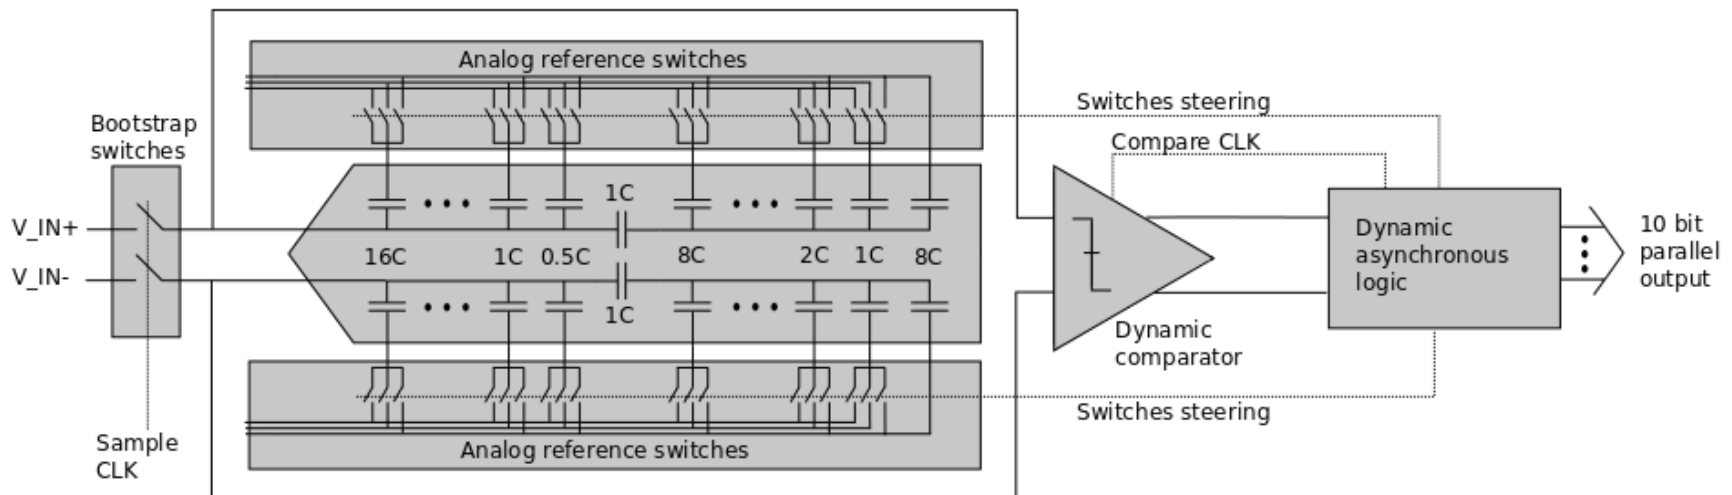 Analog reference switches
Switches steering
Bootstrap
switches
Compare CLK
1C
V_IN+
16C 1C 0.5C 8C 2C 1C 8C
V_IN-
1C
Dynamic
asynchronous
logic
10 bit
parallel
output
Dynamic
comparator
Switches steering
Sample
CLK
Analog reference switches